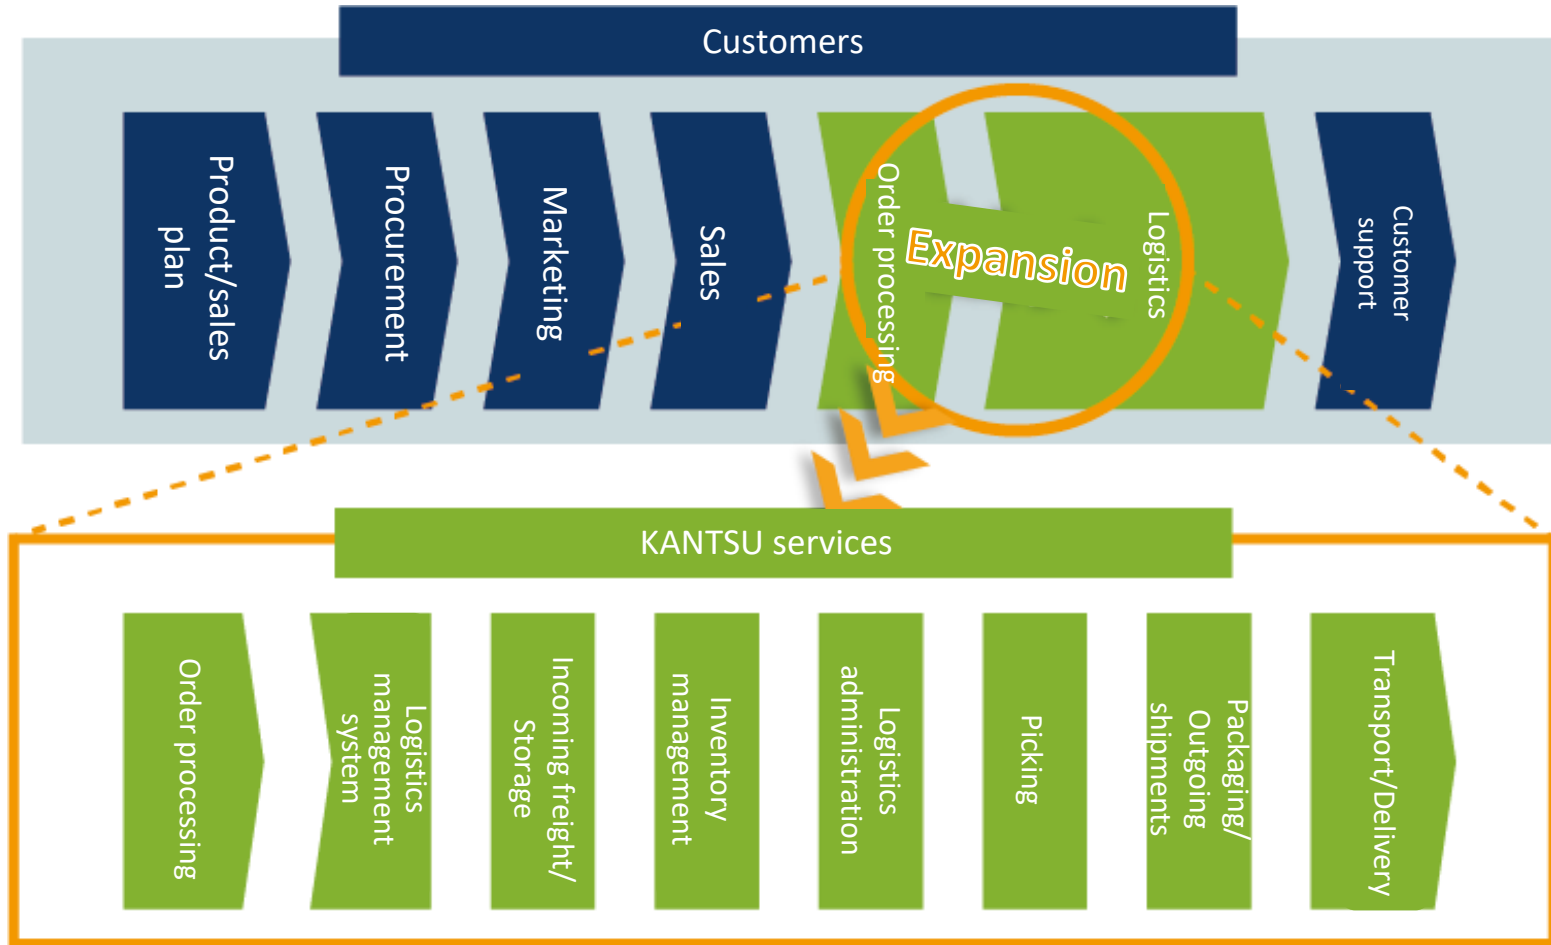 Customers
Product/sales
plan
Procurement
Marketing
Sales
Order processing
Expansion
Logistics
Customer
support
KANTSU services
Order processing
Logistics
management
system
Incoming freight/
Storage
Inventory
management
Logistics
administration
Picking
Packaging/
Outgoing
shipments
Transport/Delivery